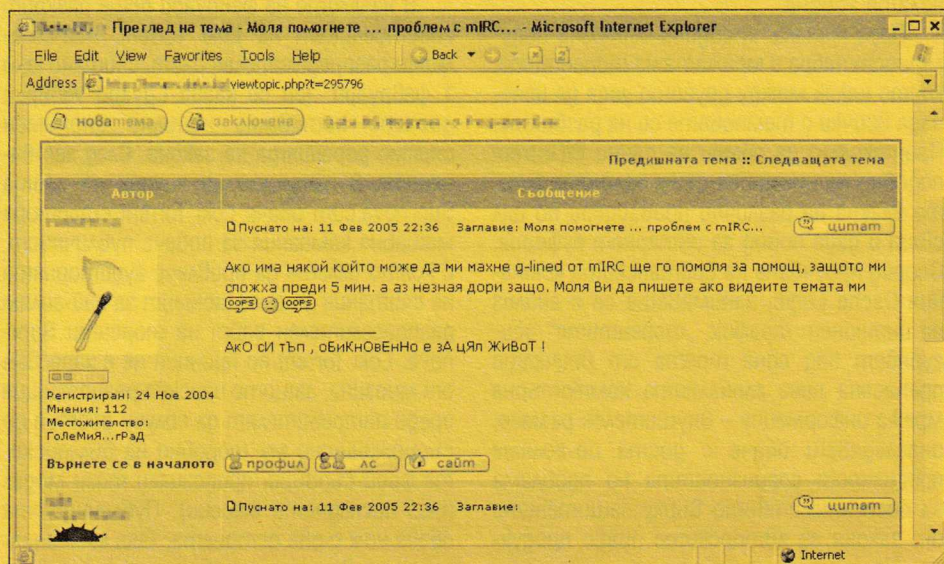 Преглед на тема - Моля помогнете ... проблем с mIRC... - Microsoft Internet Explorer
File Edit View Favorites Tools Help Back
Address viewtopic.php?t=295796
новатема заключена
Предишната тема :: Следващата тема
Автор Съобщение
Пуснато на: 11 Фев 2005 22:36 Заглавие: Моля помогнете ... проблем с mIRC... цитат
Ако има някой който може да ми махне g-lined от mIRC ще го помоля за помощ, защото ми
сложха преди 5 мин. а аз незная дори защо. Моля Ви да пишете ако видеите темата ми
OOPS OOPS
АкО сИ тЪп , оБиКнОвЕнНо е зА цЯл ЖиВоТ !
Регистриран: 24 Ное 2004
Мнения: 112
Местожителство:
ГоЛеМиЯ...гРаД
Върнете се в началото профил лс сайт
Пуснато на: 11 Фев 2005 22:36 Заглавие: цитат
Internet